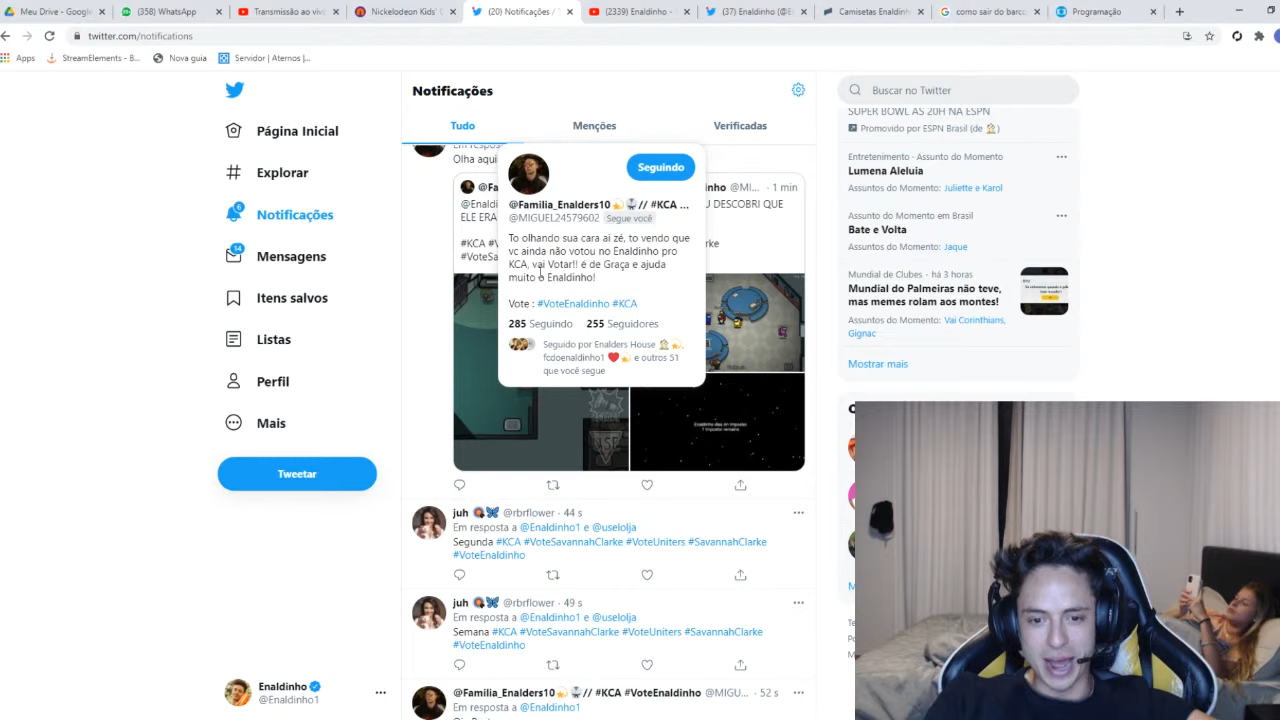 Meu Drive - Google
(358) WhatsApp
Transmissão ao viv
Nickelodeon Kids' C
(20) Notificações / T
(2339) Enaldinho -
(37) Enaldinho (@E
Camisetas Enaldin
como sair do barco
Programação
twitter.com/notifications
Apps
StreamElements - B...
Nova guia
Servidor | Aternos |...
Notificações
Tudo
Menções
Verificadas
Página Inicial
Explorar
6
Notificações
14
Mensagens
Itens salvos
Listas
Perfil
Mais
Tweetar
Enaldinho
@Enaldinho1
Em respos
Olha aqui
@Fa
inho @Mi... · 1 min
@Enaldi
U DESCOBRI QUE
ELE ERA
#KCA #V
rke
#VoteSa
Seguindo
@Familia_Enalders10💫🥋// #KCA ...
@MIGUEL24579602 Segue você
To olhando sua cara ai zé, to vendo que
vc ainda não votou no Enaldinho pro
KCA, vai Votar!! é de Graça e ajuda
muito o Enaldinho!
Vote : #VoteEnaldinho #KCA
285 Seguindo 255 Seguidores
Seguido por Enalders House
fcdoenaldinho1 ❤️💫 e outros 51
que você segue
juh @rbrflower · 44 s
Em resposta a @Enaldinho1 e @uselolja
Segunda #KCA #VoteSavannahClarke #VoteUniters #SavannahClarke
#VoteEnaldinho
juh @rbrflower · 49 s
Em resposta a @Enaldinho1 e @uselolja
Semana #KCA #VoteSavannahClarke #VoteUniters #SavannahClarke
#VoteEnaldinho
@Familia_Enalders10💫🥋// #KCA #VoteEnaldinho @MIGU... · 52 s
Em resposta a @Enaldinho1
Buscar no Twitter
SUPER BOWL ÀS 20H NA ESPN
Promovido por ESPN Brasil (de 🏠)
Entretenimento · Assunto do Momento
Lumena Aleluia
Assuntos do Momento: Juliette e Karol
Assunto do Momento em Brasil
Bate e Volta
Assuntos do Momento: Jaque
Mundial de Clubes · há 3 horas
Mundial do Palmeiras não teve,
mas memes rolam aos montes!
Assuntos do Momento: Vai Corinthians,
Gignac
Mostrar mais